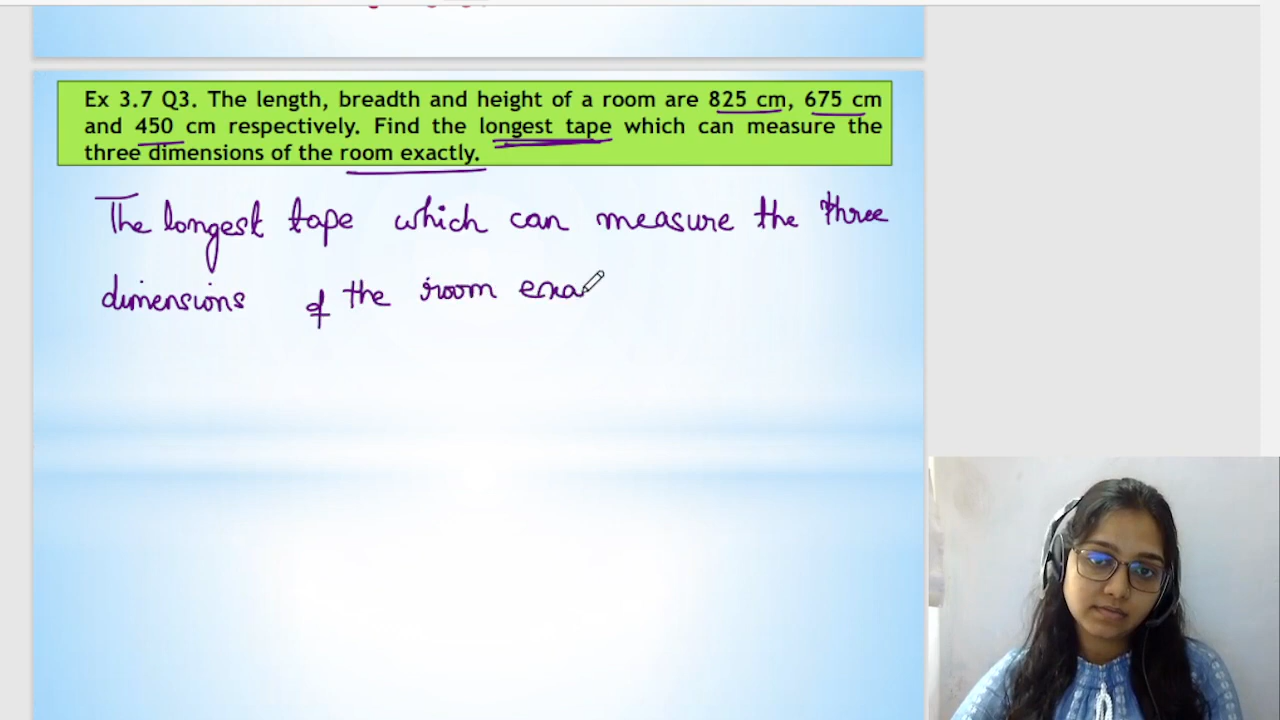 Ex 3.7 Q3. The length, breadth and height of a room are 825 cm, 675 cm
and 450 cm respectively. Find the longest tape which can measure the
three dimensions of the room exactly.
The longest tape which can measure the three
dimensions of the room exa